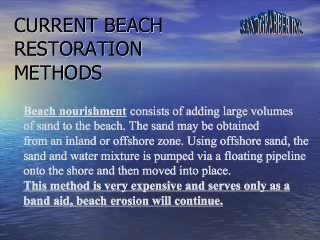 CURRENT BEACH
RESTORATION
METHODS
SANDGRABBER INC
Beach nourishment consists of adding large volumes
of sand to the beach. The sand may be obtained
from an inland or offshore zone. Using offshore sand, the
sand and water mixture is pumped via a floating pipeline
onto the shore and then moved into place.
This method is very expensive and serves only as a
band aid, beach erosion will continue.